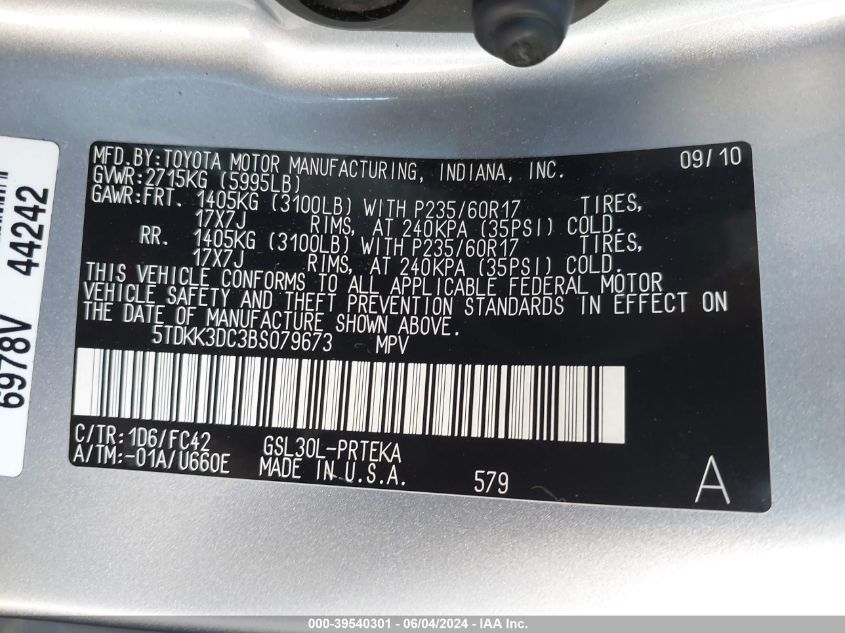 MFD.BY:TOYOTA MOTOR MANUFACTURING, INDIANA, INC. 09/10
GVWR:2715KG (5995LB)
GAWR:FRT. 1405KG (3100LB) WITH P235/60R17 TIRES,
17X7J RIMS, AT 240KPA (35PSI) COLD.
RR. 1405KG (3100LB) WITH P235/60R17 TIRES,
17X7J RIMS, AT 240KPA (35PSI) COLD.
THIS VEHICLE CONFORMS TO ALL APPLICABLE FEDERAL MOTOR
VEHICLE SAFETY AND THEFT PREVENTION STANDARDS IN EFFECT ON
THE DATE OF MANUFACTURE SHOWN ABOVE.
5TDKK3DC3BS079673 MPV
C/TR:1D6/FC42 GSL30L-PRTEKA
A/TM:-01A/U660E MADE IN U.S.A. 579 A
6978V 44242
000-39540301 - 06/04/2024 - IAA Inc.